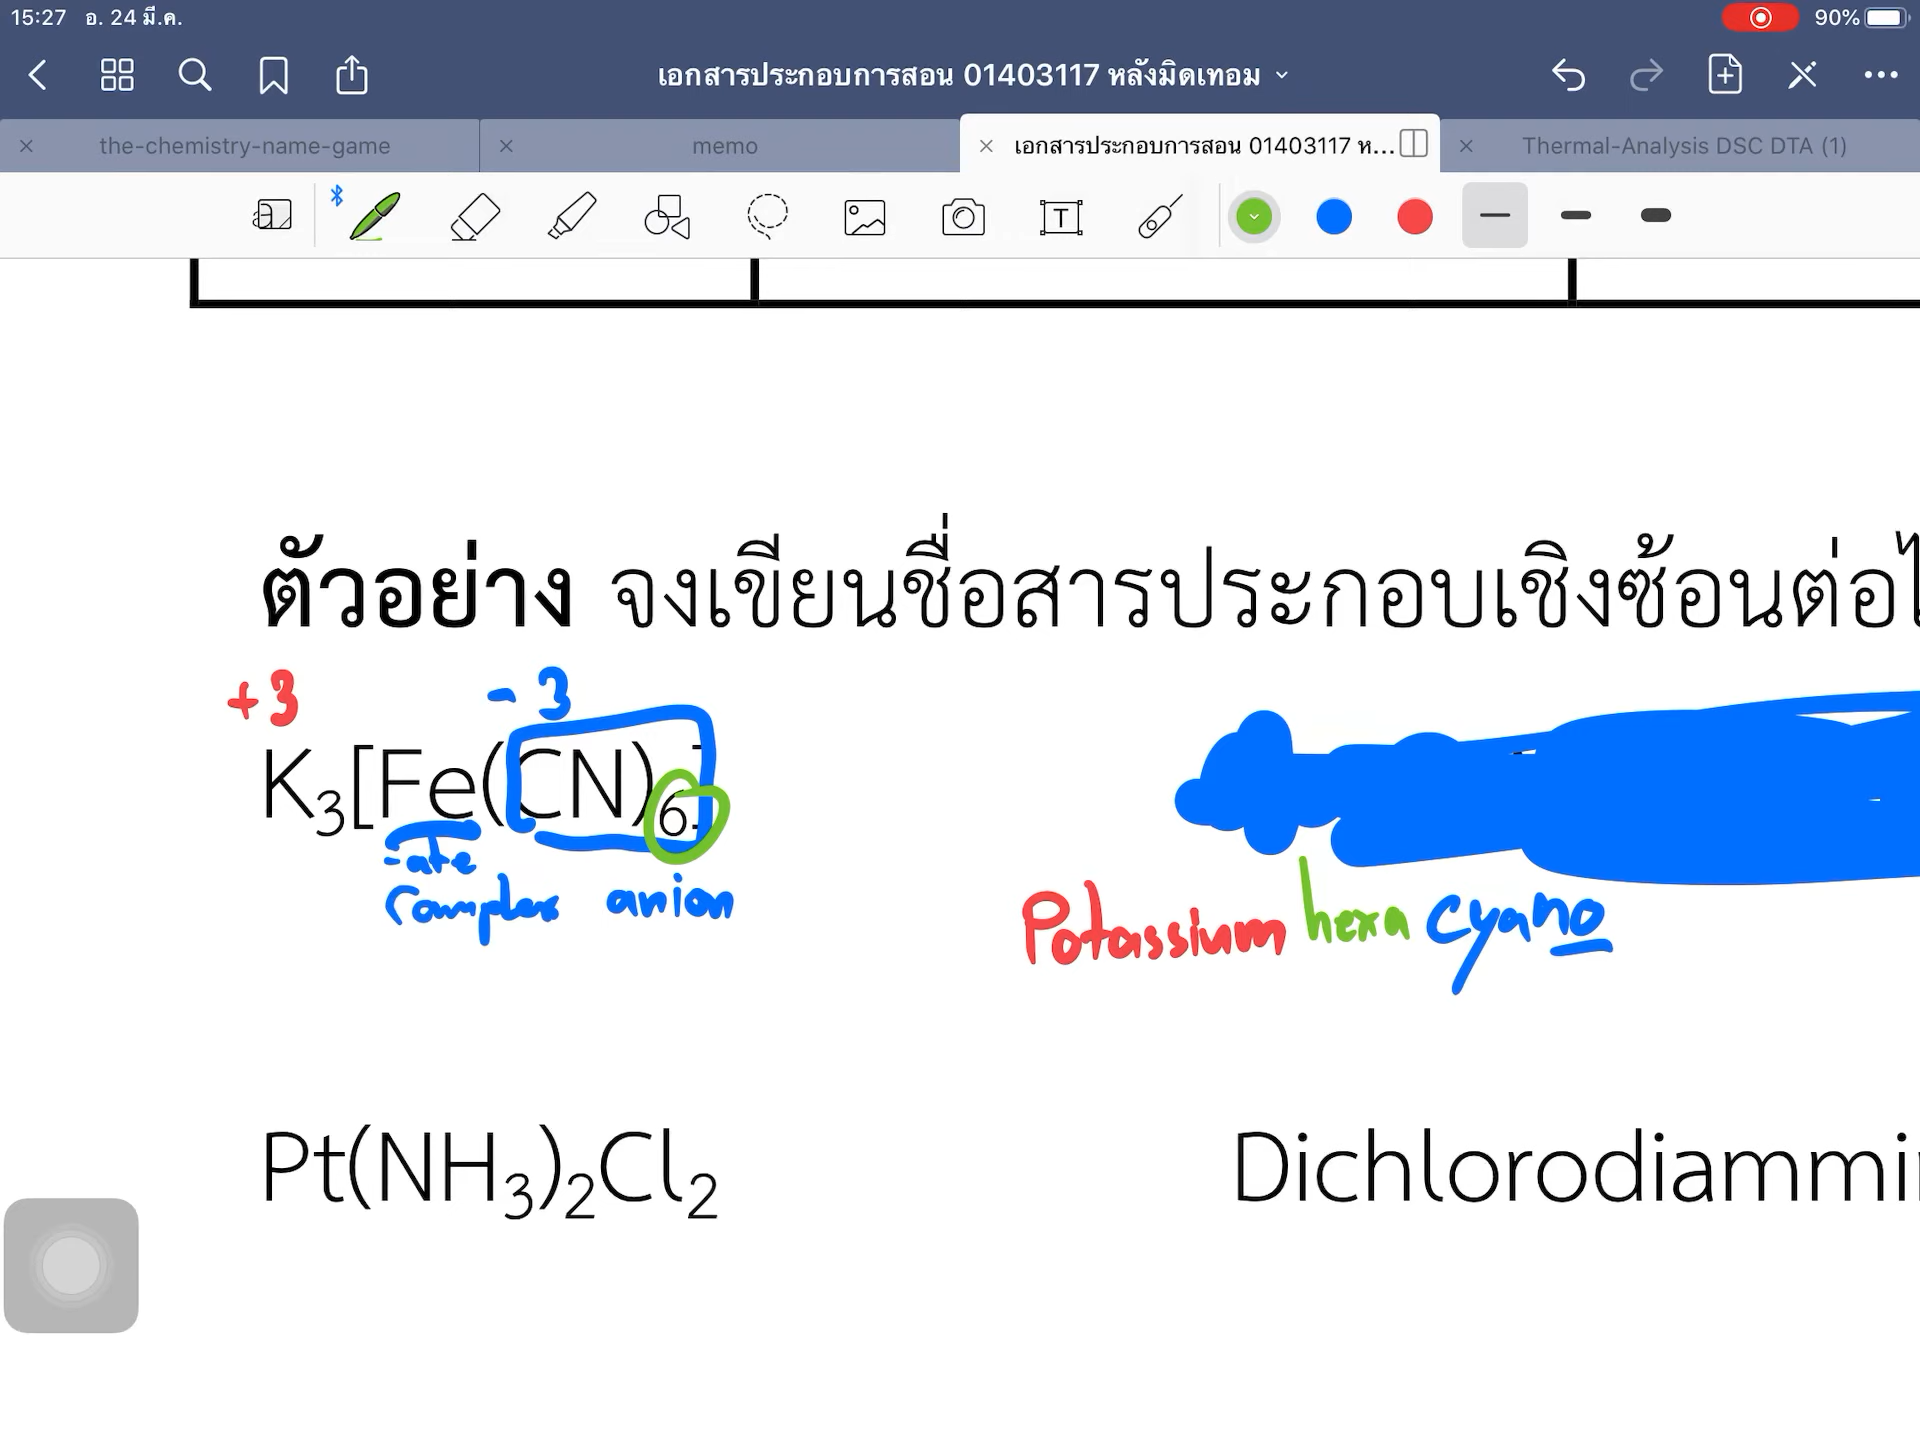 15:27 อ. 24 มี.ค. 90%
เอกสารประกอบการสอน 01403117 หลังมิดเทอม
the-chemistry-name-game memo เอกสารประกอบการสอน 01403117 ห... Thermal-Analysis DSC DTA (1)
T
ตัวอย่าง จงเขียนชื่อสารประกอบเชิงซ้อนต่อไ
+3 -3
K₃[Fe(CN)₆]
-ate
Complex anion
Potassium hexa cyano
Pt(NH₃)₂Cl₂ Dichlorodiammi